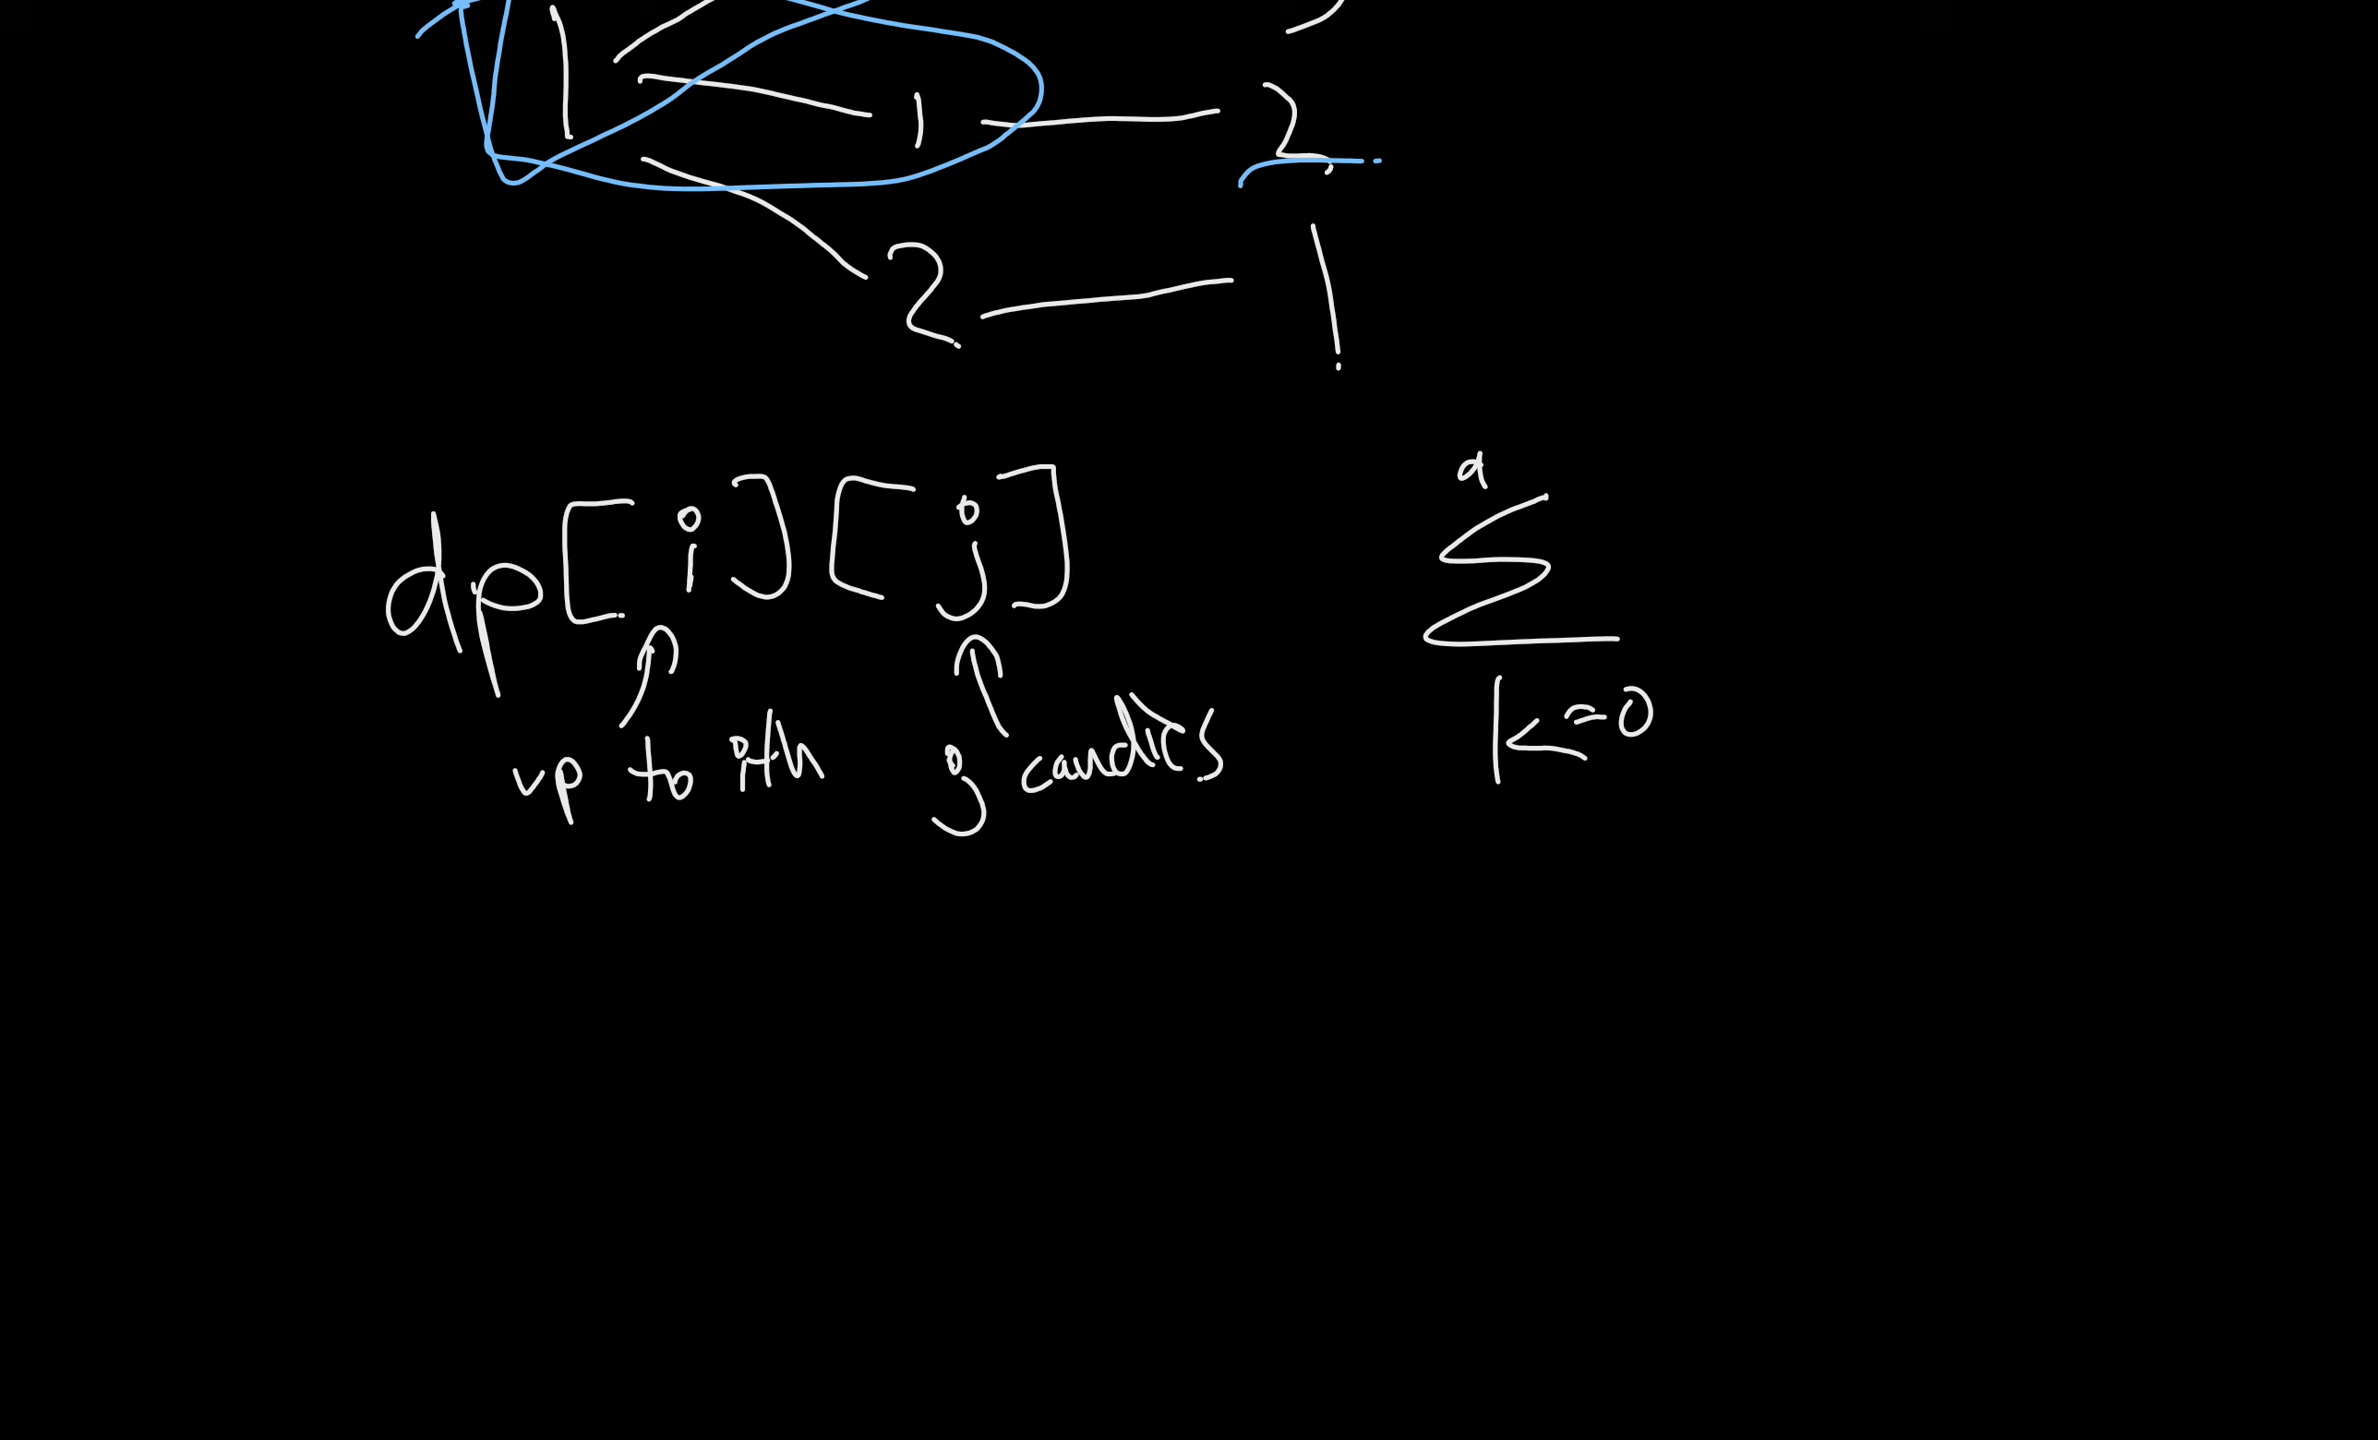 1 1 2
2 1
dp[i][j] a
Σ
k=0
up to ith j candies